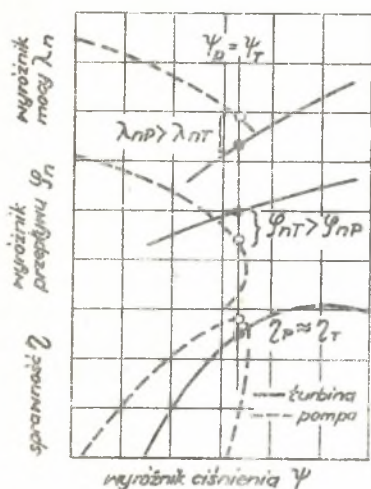 ψP = ψT
wyróżnik
mocy λn
λnP > λnT
wyróżnik
przepływu φn
φnT > φnP
sprawność η
ηP ≈ ηT
turbina
pompa
wyróżnik ciśnienia ψ